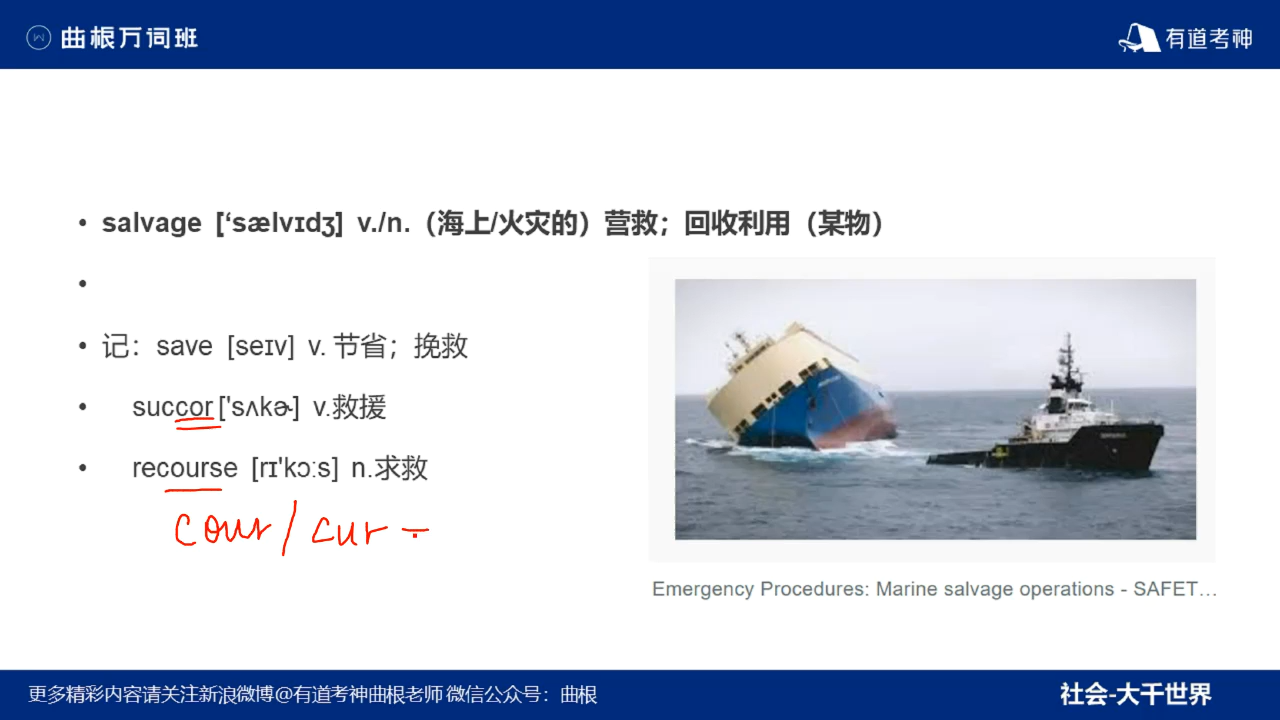 曲根万词班
有道考神
• salvage [‘sælvɪdʒ] v./n.（海上/火灾的）营救；回收利用（某物）
•
• 记：save [seɪv] v. 节省；挽救
• succor ['sʌkɚ] v.救援
• recourse [rɪ'kɔːs] n.求救
cour / cur
Emergency Procedures: Marine salvage operations - SAFET…
更多精彩内容请关注新浪微博@有道考神曲根老师 微信公众号：曲根
社会-大千世界